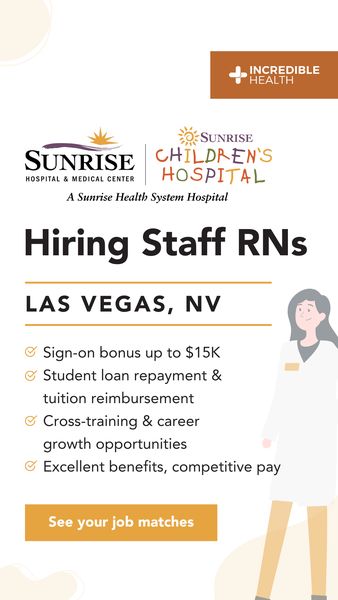 INCREDIBLE
HEALTH
SUNRISE
HOSPITAL & MEDICAL CENTER
SUNRISE
CHILDREN'S
HOSPITAL
A Sunrise Health System Hospital
Hiring Staff RNs
LAS VEGAS, NV
Sign-on bonus up to $15K
Student loan repayment &
tuition reimbursement
Cross-training & career
growth opportunities
Excellent benefits, competitive pay
See your job matches